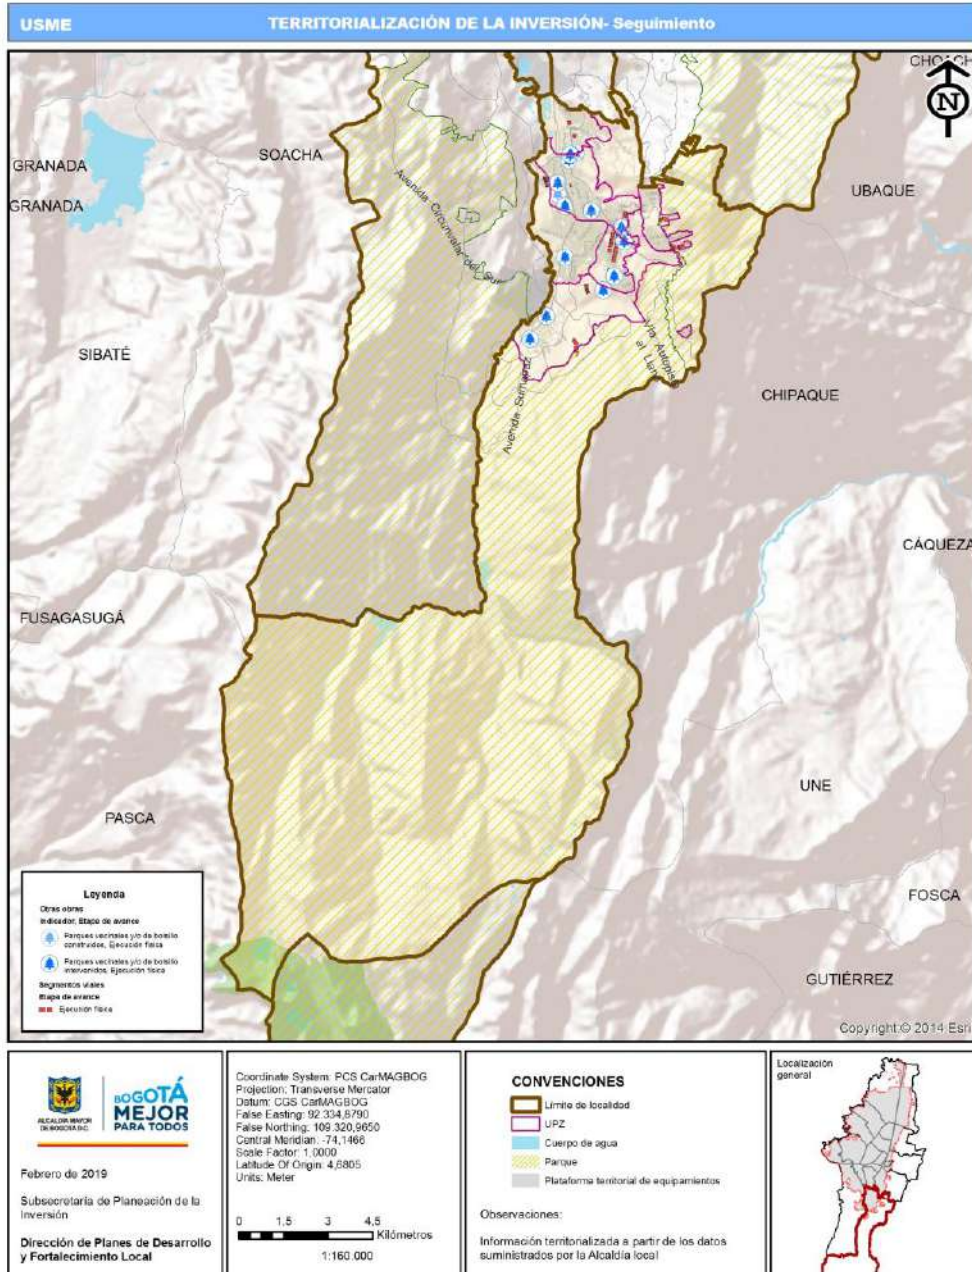 USME
TERRITORIALIZACIÓN DE LA INVERSIÓN- Seguimiento
CHOACH
N
GRANADA
SOACHA
GRANADA
UBAQUE
Avenida Circunvalar del Sur
SIBATÉ
Vía Autopista
al Llano
CHIPAQUE
Avenida Sumapaz
CÁQUEZA
FUSAGASUGÁ
UNE
PASCA
FOSCA
GUTIÉRREZ
Leyenda
Otras obras
Indicador, Etapa de avance
Parques vecinales y/o de bolsillo
construidos, Ejecución física
Parques vecinales y/o de bolsillo
intervenidos, Ejecución física
Segmentos viales
Etapa de avance
Ejecución física
Copyright:© 2014 Esri
ALCALDÍA MAYOR
DE BOGOTÁ D.C.
BOGOTÁ
MEJOR
PARA TODOS
Febrero de 2019
Subsecretaría de Planeación de la
Inversión
Dirección de Planes de Desarrollo
y Fortalecimiento Local
Coordinate System: PCS CarMAGBOG
Projection: Transverse Mercator
Datum: CGS CarMAGBOG
False Easting: 92.334,8790
False Northing: 109.320,9650
Central Meridian: -74,1466
Scale Factor: 1,0000
Latitude Of Origin: 4,6805
Units: Meter
0 1,5 3 4,5
Kilómetros
1:160.000
CONVENCIONES
Límite de localidad
UPZ
Cuerpo de agua
Parque
Plataforma territorial de equipamientos
Observaciones:
Información territorializada a partir de los datos
suministrados por la Alcaldía local
Localización
general